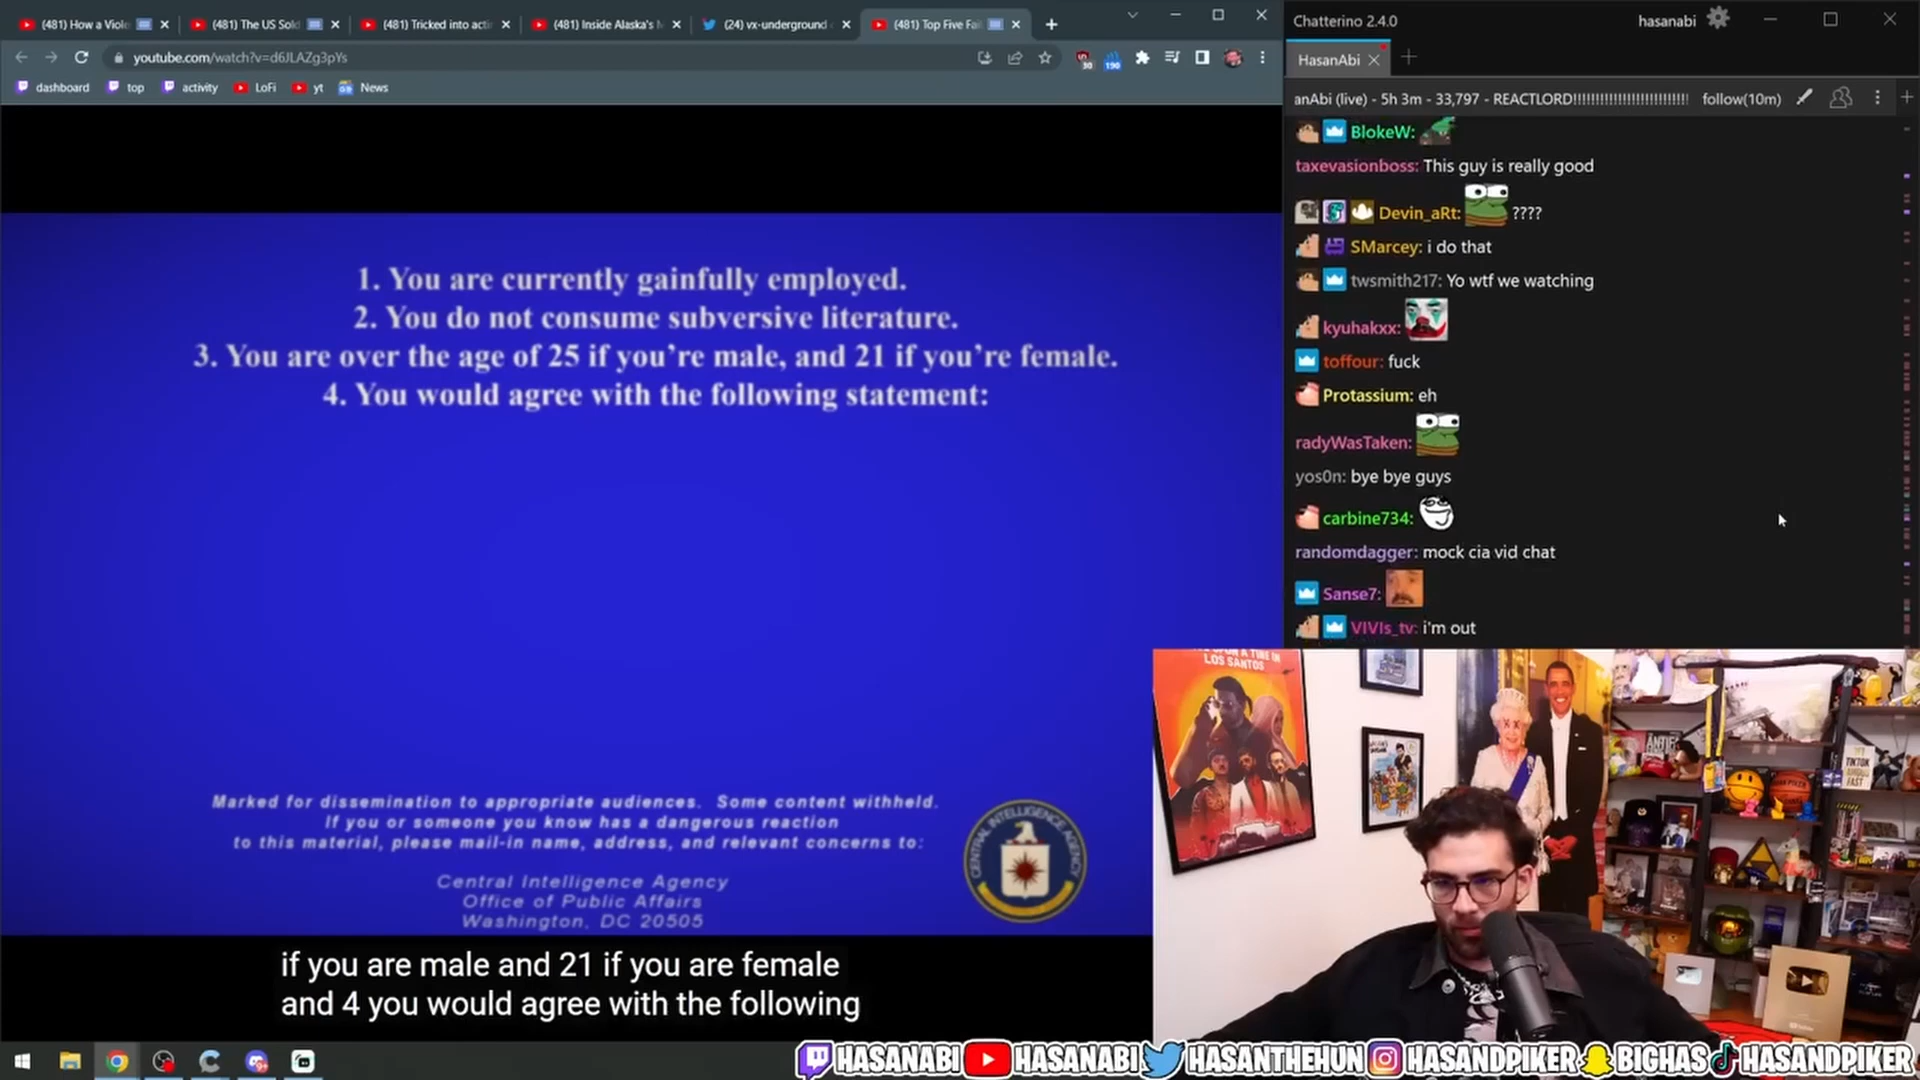 (481) How a Viole
(481) The US Sold
(481) Tricked into acti
(481) Inside Alaska's M
(24) vx-underground
(481) Top Five Fai
youtube.com/watch?v=d6JLAZg3pYs
30
190
dashboard
top
activity
LoFi
yt
News
1. You are currently gainfully employed.
2. You do not consume subversive literature.
3. You are over the age of 25 if you're male, and 21 if you're female.
4. You would agree with the following statement:
Marked for dissemination to appropriate audiences. Some content withheld.
If you or someone you know has a dangerous reaction
to this material, please mail-in name, address, and relevant concerns to:
Central Intelligence Agency
Office of Public Affairs
Washington, DC 20505
CENTRAL INTELLIGENCE AGENCY
if you are male and 21 if you are female
and 4 you would agree with the following
Chatterino 2.4.0
hasanabi
HasanAbi
anAbi (live) - 5h 3m - 33,797 - REACTLORD!!!!!!!!!!!!!!!!!!!!!!!!!!
follow(10m)
BlokeW:
taxevasionboss: This guy is really good
Devin_aRt: ????
SMarcey: i do that
twsmith217: Yo wtf we watching
kyuhakxx:
toffour: fuck
Protassium: eh
radyWasTaken:
yos0n: bye bye guys
carbine734:
randomdagger: mock cia vid chat
Sanse7:
VIVIs_tv: i'm out
A TIME IN
LOS SANTOS
HASANABI HASANABI HASANTHEHUN HASANDPIKER BIGHAS HASANDPIKER